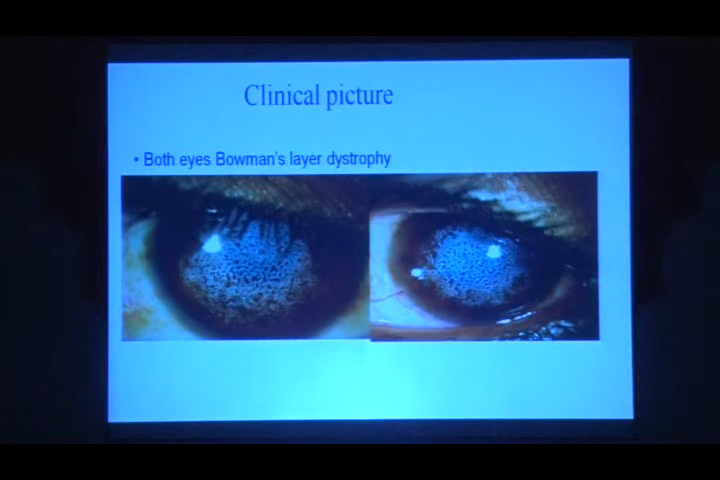 Clinical picture
• Both eyes Bowman's layer dystrophy